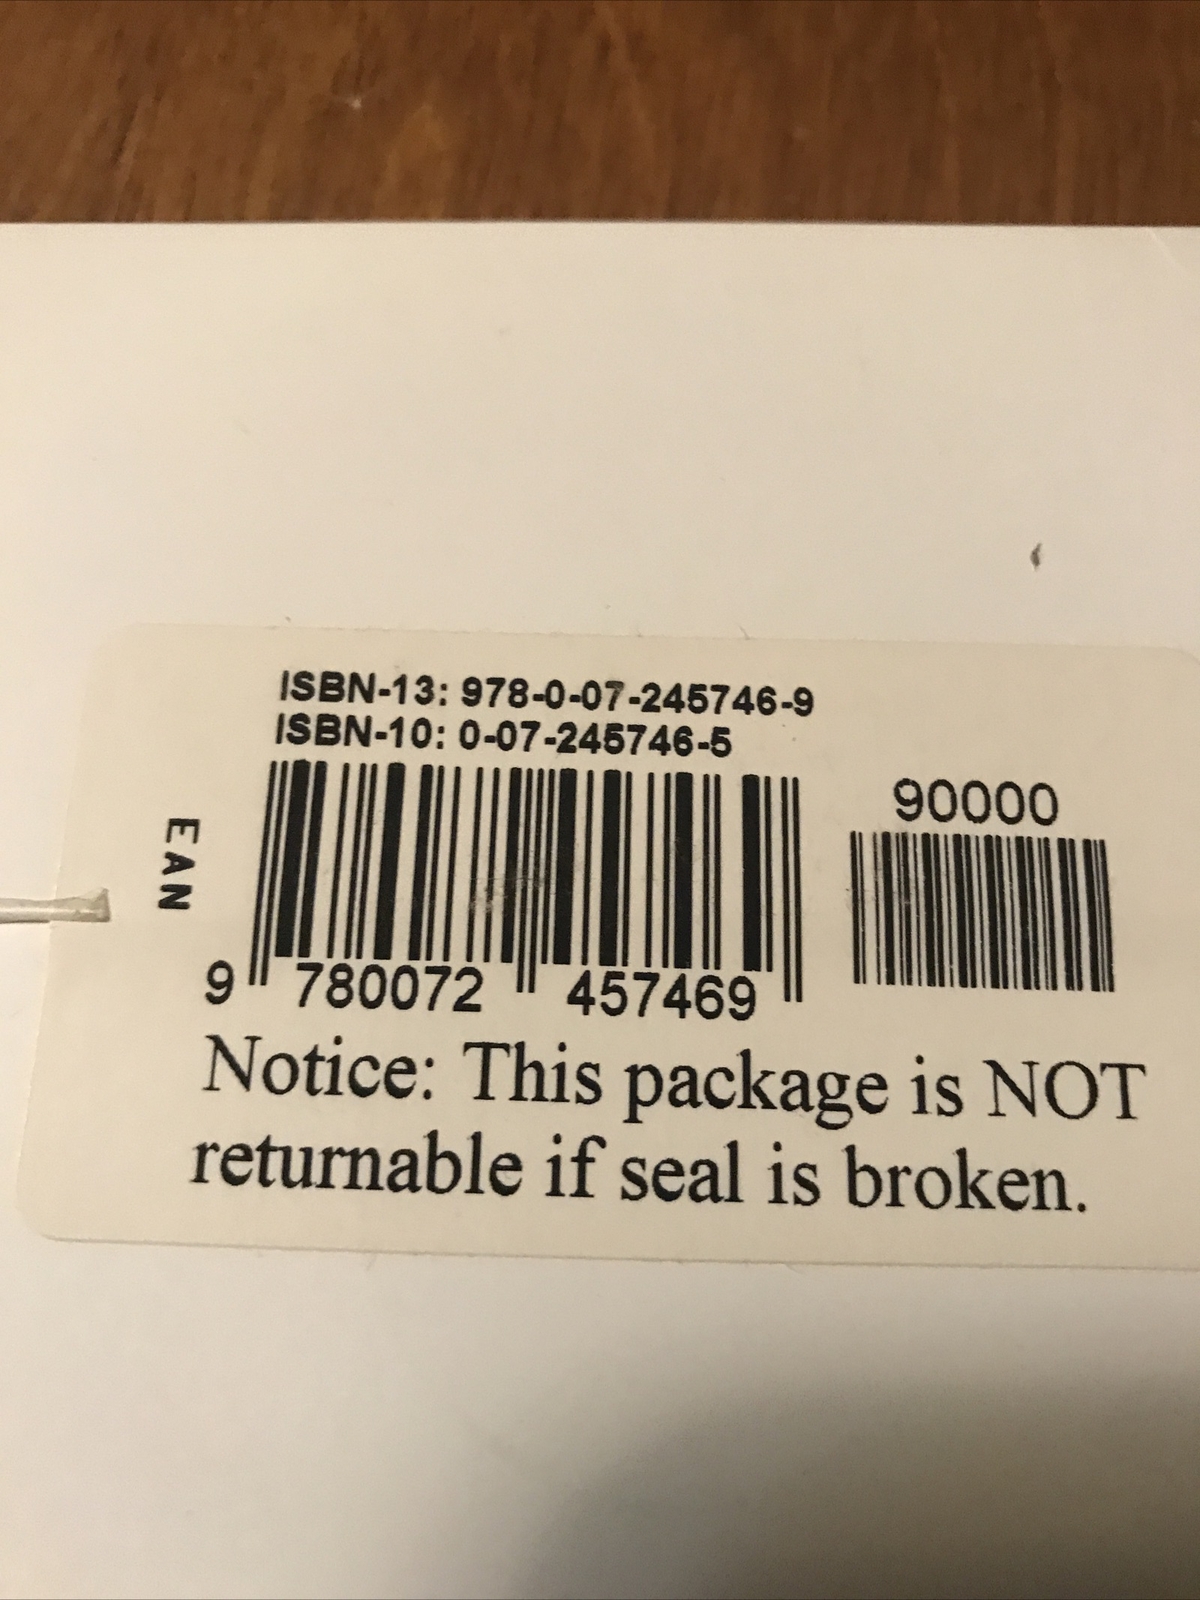 ISBN-13: 978-0-07-245746-9
ISBN-10: 0-07-245746-5
90000
EAN
9 780072 457469
Notice: This package is NOT
returnable if seal is broken.